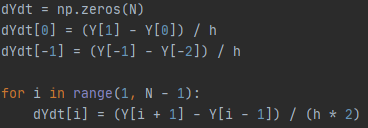 dYdt = np.zeros(N)
dYdt[0] = (Y[1] - Y[0]) / h
dYdt[-1] = (Y[-1] - Y[-2]) / h

for i in range(1, N - 1):
    dYdt[i] = (Y[i + 1] - Y[i - 1]) / (h * 2)